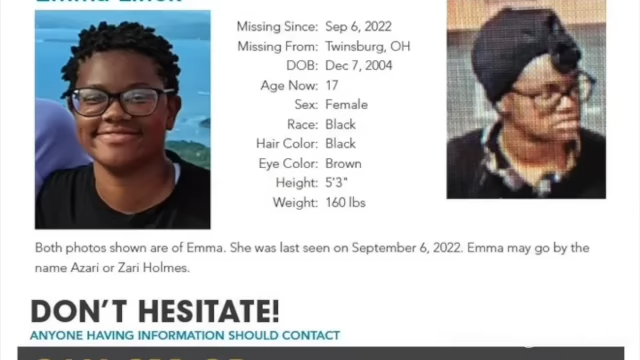 Missing Since: Sep 6, 2022
Missing From: Twinsburg, OH
DOB: Dec 7, 2004
Age Now: 17
Sex: Female
Race: Black
Hair Color: Black
Eye Color: Brown
Height: 5'3"
Weight: 160 lbs
Both photos shown are of Emma. She was last seen on September 6, 2022. Emma may go by the
name Azari or Zari Holmes.
DON'T HESITATE!
ANYONE HAVING INFORMATION SHOULD CONTACT